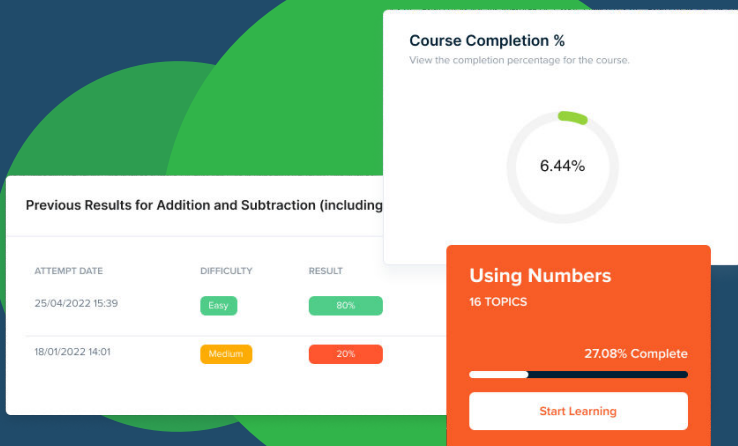 Course Completion %
View the completion percentage for the course.
6.44%
Previous Results for Addition and Subtraction (including
ATTEMPT DATE DIFFICULTY RESULT
25/04/2022 15:39 Easy 80%
18/01/2022 14:01 Medium 20%
Using Numbers
16 TOPICS
27.08% Complete
Start Learning